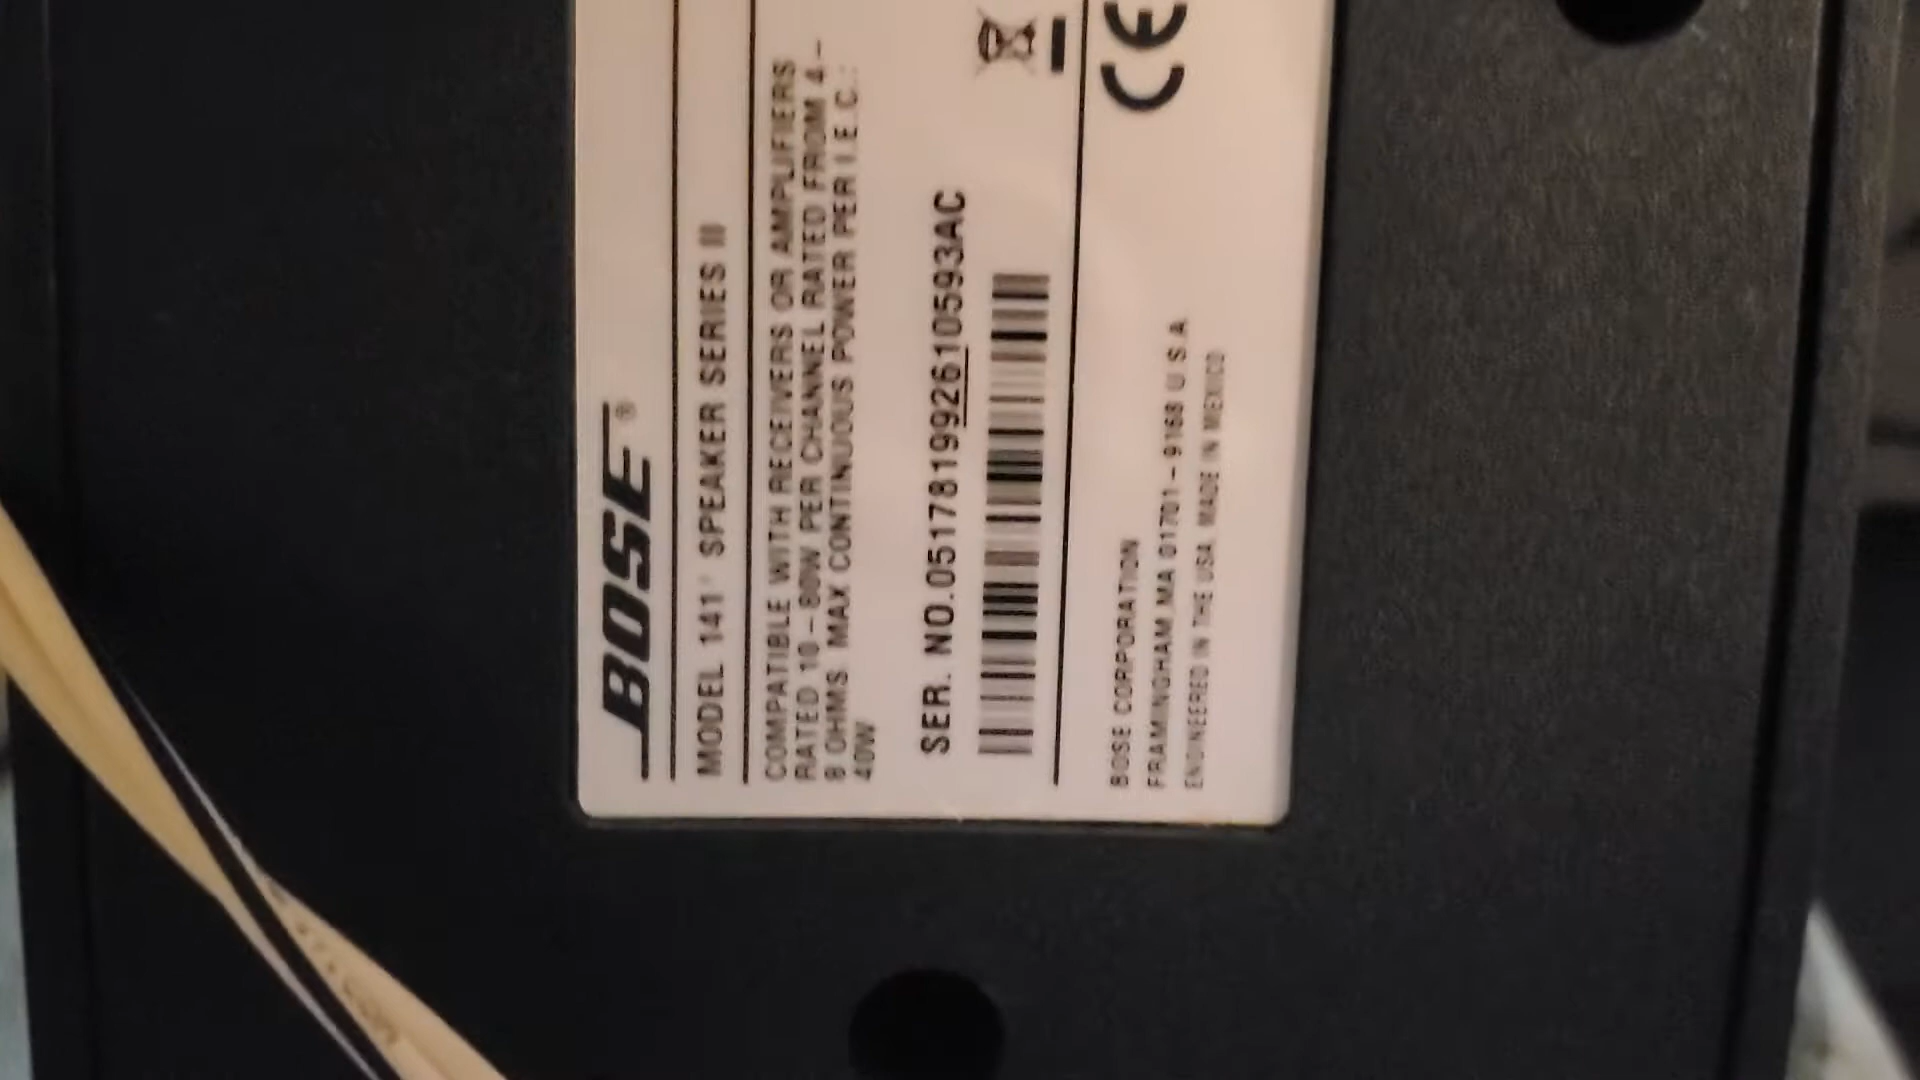 BOSE®
MODEL 141® SPEAKER SERIES II
COMPATIBLE WITH RECEIVERS OR AMPLIFIERS
RATED 10-80W PER CHANNEL RATED FROM 4-
8 OHMS. MAX CONTINUOUS POWER PER I.E.C.:
40W
SER. NO.051781992610593AC
CE
BOSE CORPORATION
FRAMINGHAM MA 01701-9168 U.S.A.
ENGINEERED IN THE USA. MADE IN MEXICO